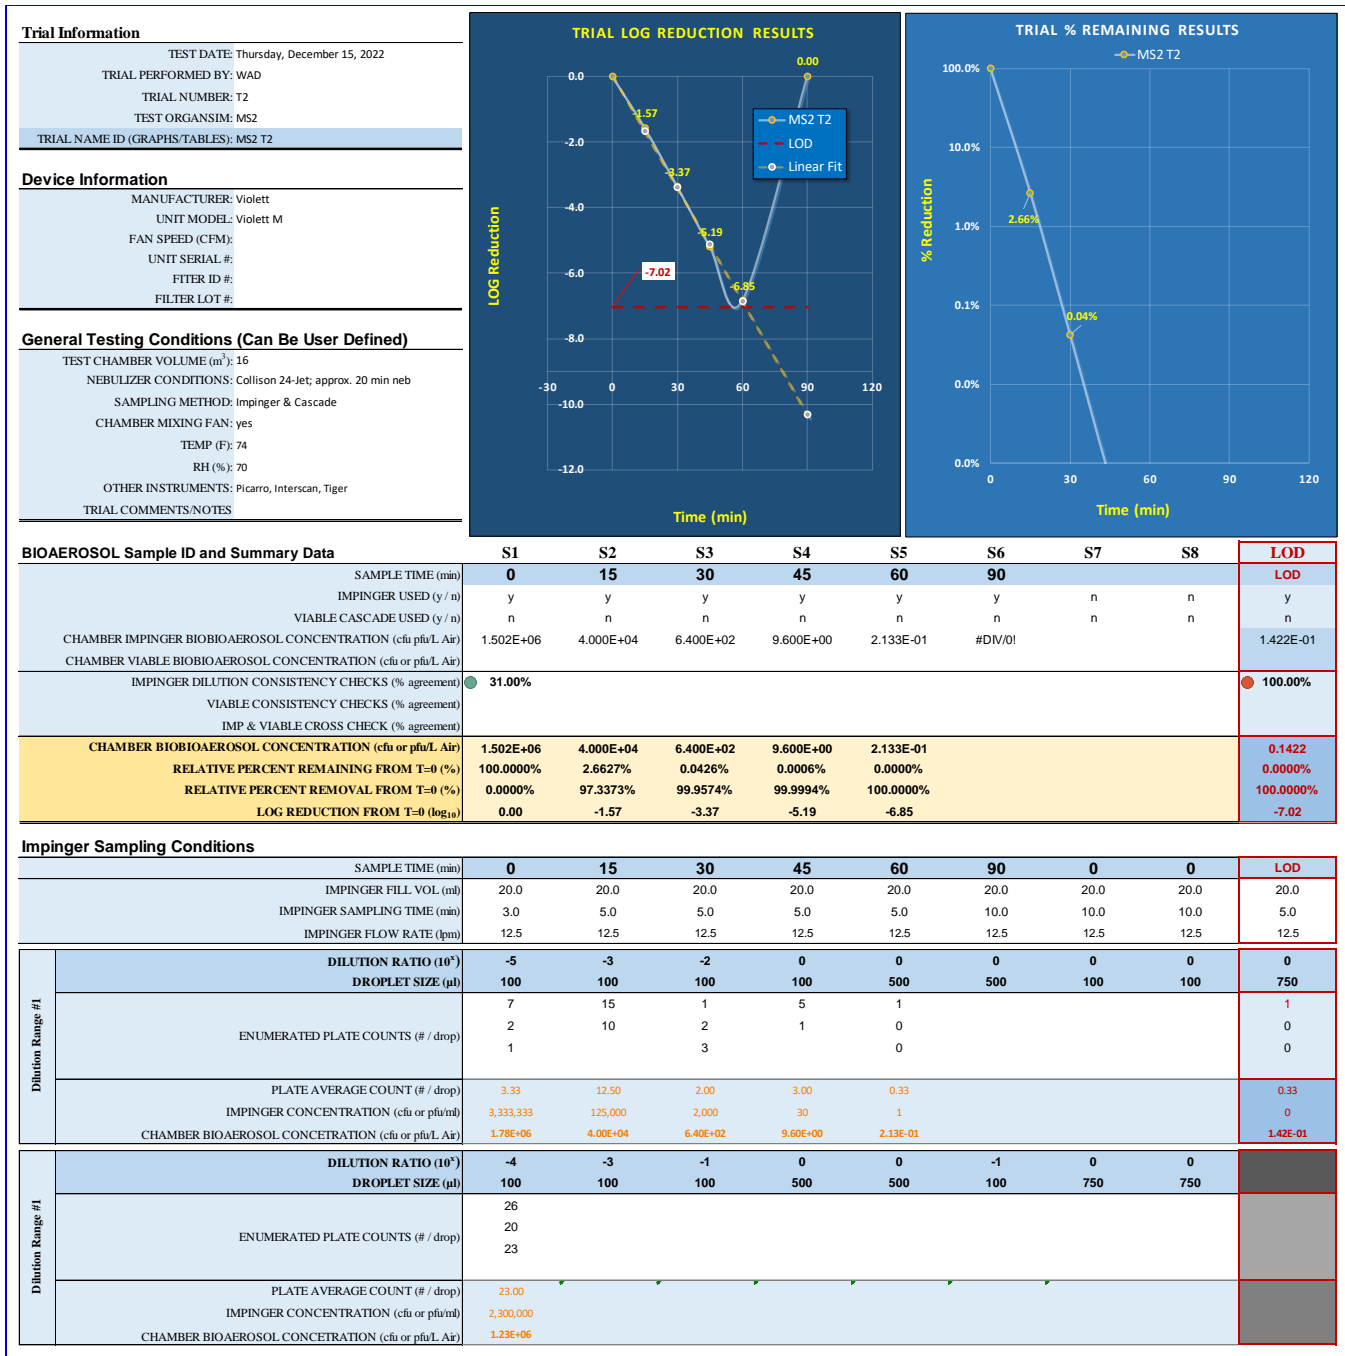 Trial Information
TEST DATE: Thursday, December 15, 2022
TRIAL PERFORMED BY: WAD
TRIAL NUMBER: T2
TEST ORGANSIM: MS2
TRIAL NAME ID (GRAPHS/TABLES): MS2 T2
Device Information
MANUFACTURER: Violett
UNIT MODEL: Violett M
FAN SPEED (CFM):
UNIT SERIAL #:
FITER ID #:
FILTER LOT #:
General Testing Conditions (Can Be User Defined)
TEST CHAMBER VOLUME (m³): 16
NEBULIZER CONDITIONS: Collison 24-Jet; approx. 20 min neb
SAMPLING METHOD: Impinger & Cascade
CHAMBER MIXING FAN: yes
TEMP (F): 74
RH (%): 70
OTHER INSTRUMENTS: Picarro, Interscan, Tiger
TRIAL COMMENTS/NOTES
TRIAL LOG REDUCTION RESULTS
0.00
0.0
-1.57
MS2 T2
LOD
Linear Fit
-2.0
-3.37
-4.0
-5.19
-6.0
-7.02
-6.85
-8.0
-30 0 30 60 90 120
-10.0
-12.0
LOG Reduction
Time (min)
TRIAL % REMAINING RESULTS
MS2 T2
100.0%
10.0%
2.66%
1.0%
0.1%
0.04%
0.0%
0.0%
0 30 60 90 120
% Reduction
Time (min)
BIOAEROSOL Sample ID and Summary Data S1 S2 S3 S4 S5 S6 S7 S8 LOD
SAMPLE TIME (min) 0 15 30 45 60 90 LOD
IMPINGER USED (y / n) y y y y y y n n y
VIABLE CASCADE USED (y / n) n n n n n n n n n
CHAMBER IMPINGER BIOBIOAEROSOL CONCENTRATION (cfu pfu/L Air) 1.502E+06 4.000E+04 6.400E+02 9.600E+00 2.133E-01 #DIV/0! 1.422E-01
CHAMBER VIABLE BIOBIOAEROSOL CONCENTRATION (cfu or pfu/L Air)
IMPINGER DILUTION CONSISTENCY CHECKS (% agreement) 31.00% 100.00%
VIABLE CONSISTENCY CHECKS (% agreement)
IMP & VIABLE CROSS CHECK (% agreement)
CHAMBER BIOBIOAEROSOL CONCENTRATION (cfu or pfu/L Air) 1.502E+06 4.000E+04 6.400E+02 9.600E+00 2.133E-01 0.1422
RELATIVE PERCENT REMAINING FROM T=0 (%) 100.0000% 2.6627% 0.0426% 0.0006% 0.0000% 0.0000%
RELATIVE PERCENT REMOVAL FROM T=0 (%) 0.0000% 97.3373% 99.9574% 99.9994% 100.0000% 100.0000%
LOG REDUCTION FROM T=0 (log₁₀) 0.00 -1.57 -3.37 -5.19 -6.85 -7.02
Impinger Sampling Conditions
SAMPLE TIME (min) 0 15 30 45 60 90 0 0 LOD
IMPINGER FILL VOL (ml) 20.0 20.0 20.0 20.0 20.0 20.0 20.0 20.0 20.0
IMPINGER SAMPLING TIME (min) 3.0 5.0 5.0 5.0 5.0 10.0 10.0 10.0 5.0
IMPINGER FLOW RATE (lpm) 12.5 12.5 12.5 12.5 12.5 12.5 12.5 12.5 12.5
Dilution Range #1
DILUTION RATIO (10ˣ) -5 -3 -2 0 0 0 0 0 0
DROPLET SIZE (µl) 100 100 100 100 500 500 100 100 750
ENUMERATED PLATE COUNTS (# / drop)
7 15 1 5 1 1
2 10 2 1 0 0
1 3 0 0
PLATE AVERAGE COUNT (# / drop) 3.33 12.50 2.00 3.00 0.33 0.33
IMPINGER CONCENTRATION (cfu or pfu/ml) 3,333,333 125,000 2,000 30 1 0
CHAMBER BIOAEROSOL CONCETRATION (cfu or pfu/L Air) 1.78E+06 4.00E+04 6.40E+02 9.60E+00 2.13E-01 1.42E-01
Dilution Range #1
DILUTION RATIO (10ˣ) -4 -3 -1 0 0 -1 0 0
DROPLET SIZE (µl) 100 100 100 500 500 100 750 750
ENUMERATED PLATE COUNTS (# / drop)
26
20
23
PLATE AVERAGE COUNT (# / drop) 23.00
IMPINGER CONCENTRATION (cfu or pfu/ml) 2,300,000
CHAMBER BIOAEROSOL CONCETRATION (cfu or pfu/L Air) 1.23E+06